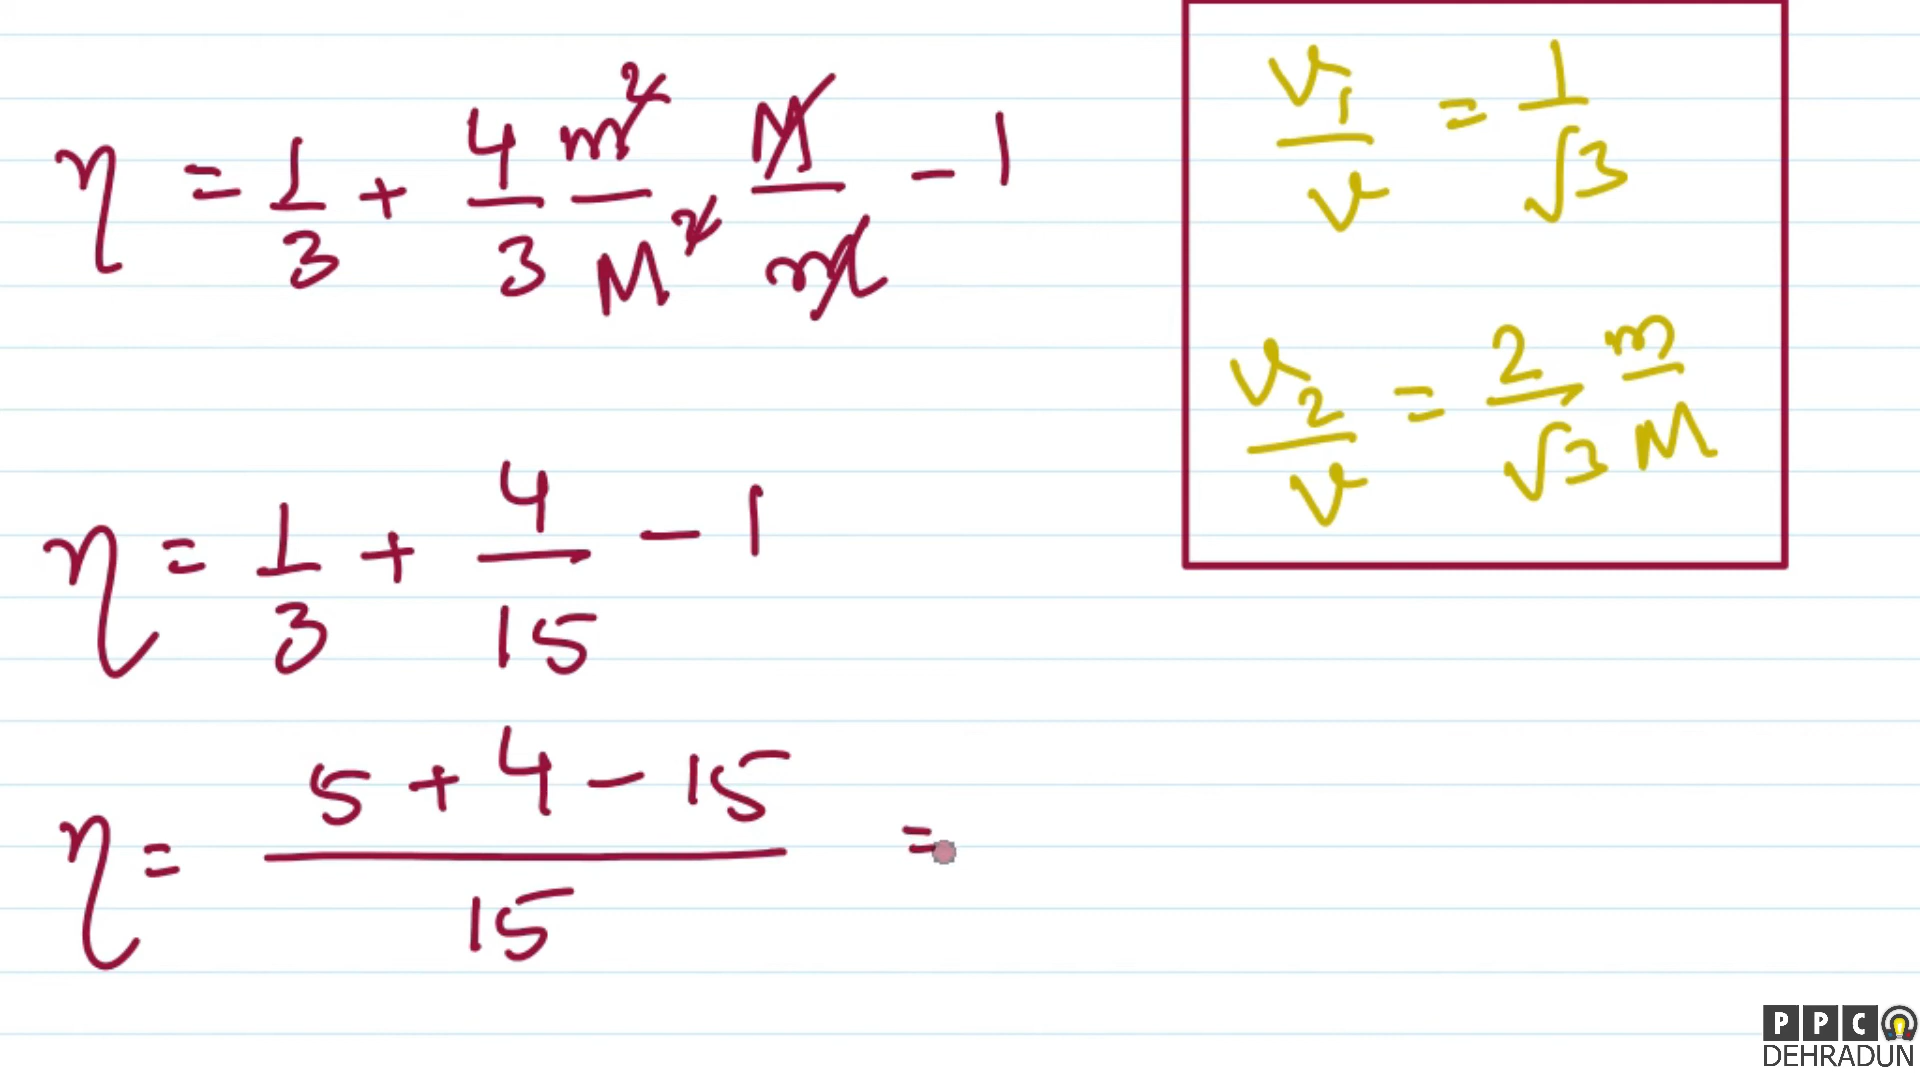 η = 1/3 + 4/3 m²/M² M/m - 1
η = 1/3 + 4/15 - 1
η = (5 + 4 - 15)/15 =
v₁/v = 1/√3
v₂/v = 2/√3 m/M
PPC
DEHRADUN